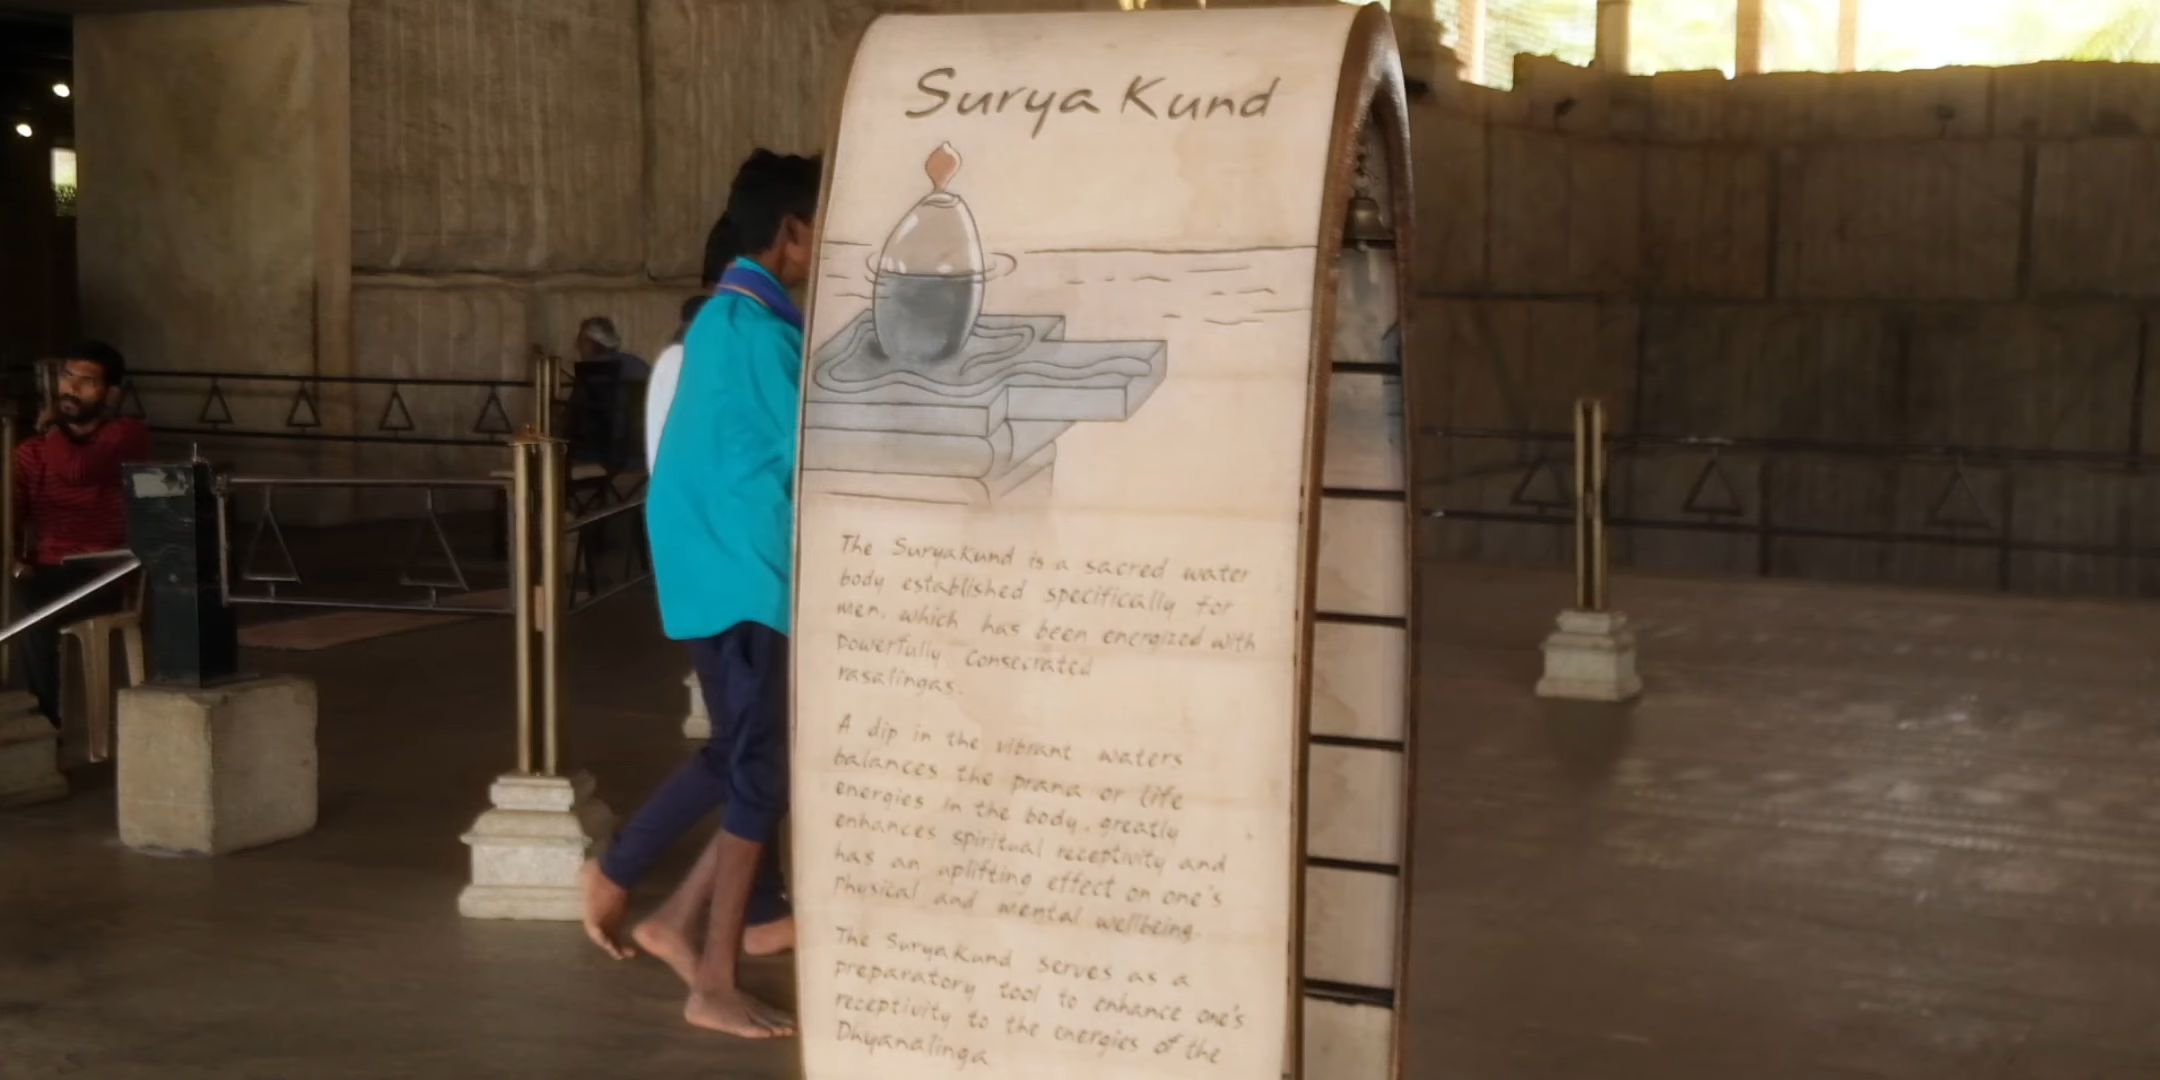 Surya Kund
The Suryakund is a sacred water
body established specifically for
men, which has been energized with
powerfully consecrated
rasalingas.
A dip in the vibrant waters
balances the prana or life
energies in the body, greatly
enhances spiritual receptivity and
has an uplifting effect on one's
Physical and mental wellbeing.
The Suryakund serves as a
preparatory tool to enhance one's
receptivity to the energies of the
Dhyanalinga